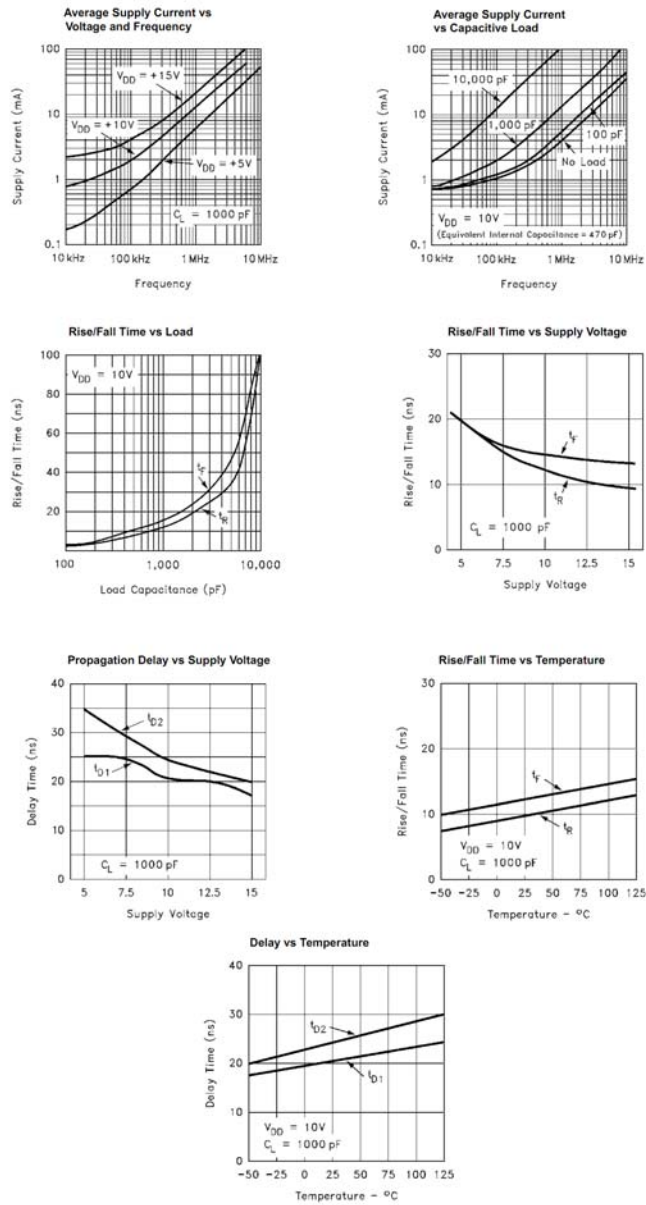 Average Supply Current vs
Voltage and Frequency
100
10
1
0.1
10 kHz
100 kHz
1 MHz
10 MHz
Supply Current (mA)
Frequency
VDD = +15V
VDD = +10V
VDD = +5V
CL = 1000 pF
Average Supply Current
vs Capacitive Load
100
10
1
0.1
10 kHz
100 kHz
1 MHz
10 MHz
Supply Current (mA)
Frequency
10,000 pF
1,000 pF
100 pF
No Load
VDD = 10V
(Equivalent Internal Capacitance = 470 pF)
Rise/Fall Time vs Load
100
80
60
40
20
100
1,000
10,000
Rise/Fall Time (ns)
Load Capacitance (pF)
VDD = 10V
tF
tR
Rise/Fall Time vs Supply Voltage
30
20
10
0
5
7.5
10
12.5
15
Rise/Fall Time (ns)
Supply Voltage
tF
tR
CL = 1000 pF
Propagation Delay vs Supply Voltage
40
30
20
10
0
5
7.5
10
12.5
15
Delay Time (ns)
Supply Voltage
tD2
tD1
CL = 1000 pF
Rise/Fall Time vs Temperature
30
20
10
0
-50
-25
0
25
50
75
100
125
Rise/Fall Time (ns)
Temperature - °C
tF
tR
VDD = 10V
CL = 1000 pF
Delay vs Temperature
40
30
20
10
0
-50
-25
0
25
50
75
100
125
Delay Time (ns)
Temperature - °C
tD2
tD1
VDD = 10V
CL = 1000 pF